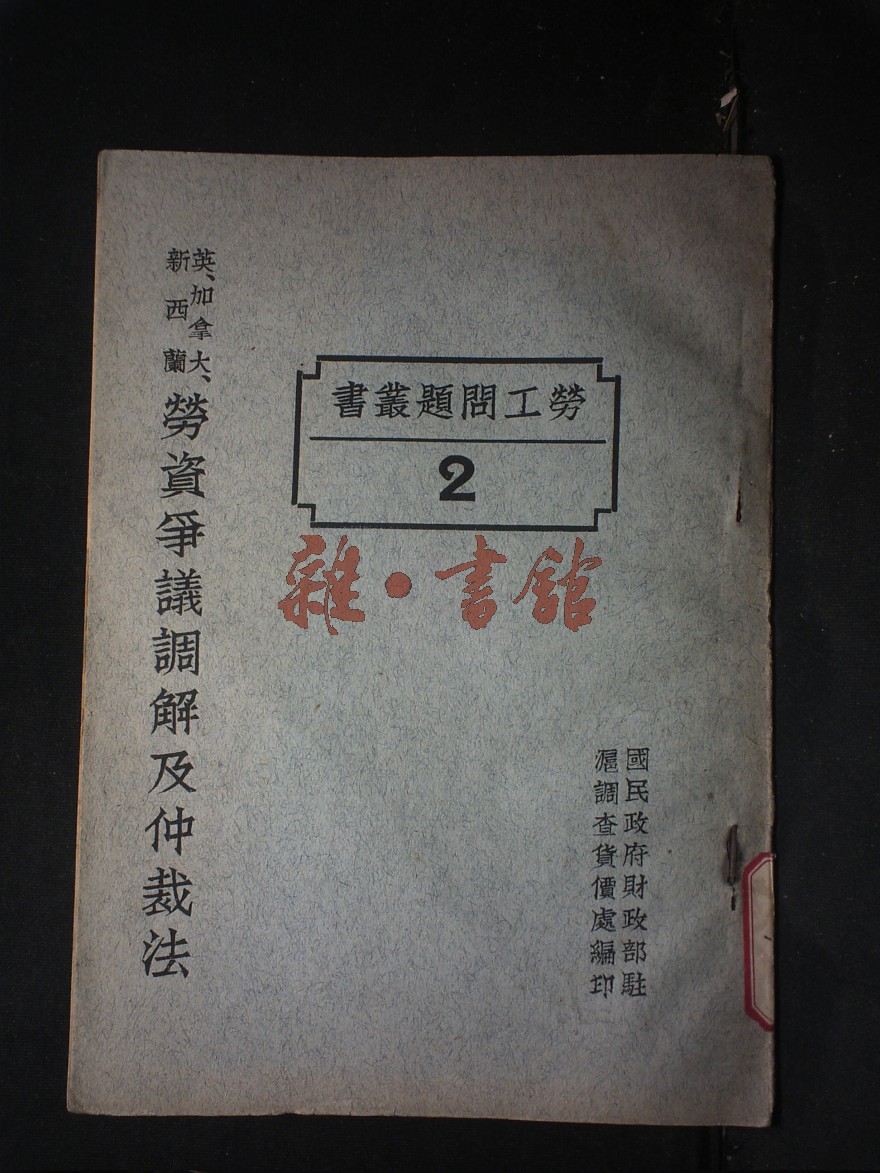 勞工問題叢書
2
國民政府財政部駐
滬調查貨價處編印
英、加拿大、
新西蘭
勞資爭議調解及仲裁法
雜·書館